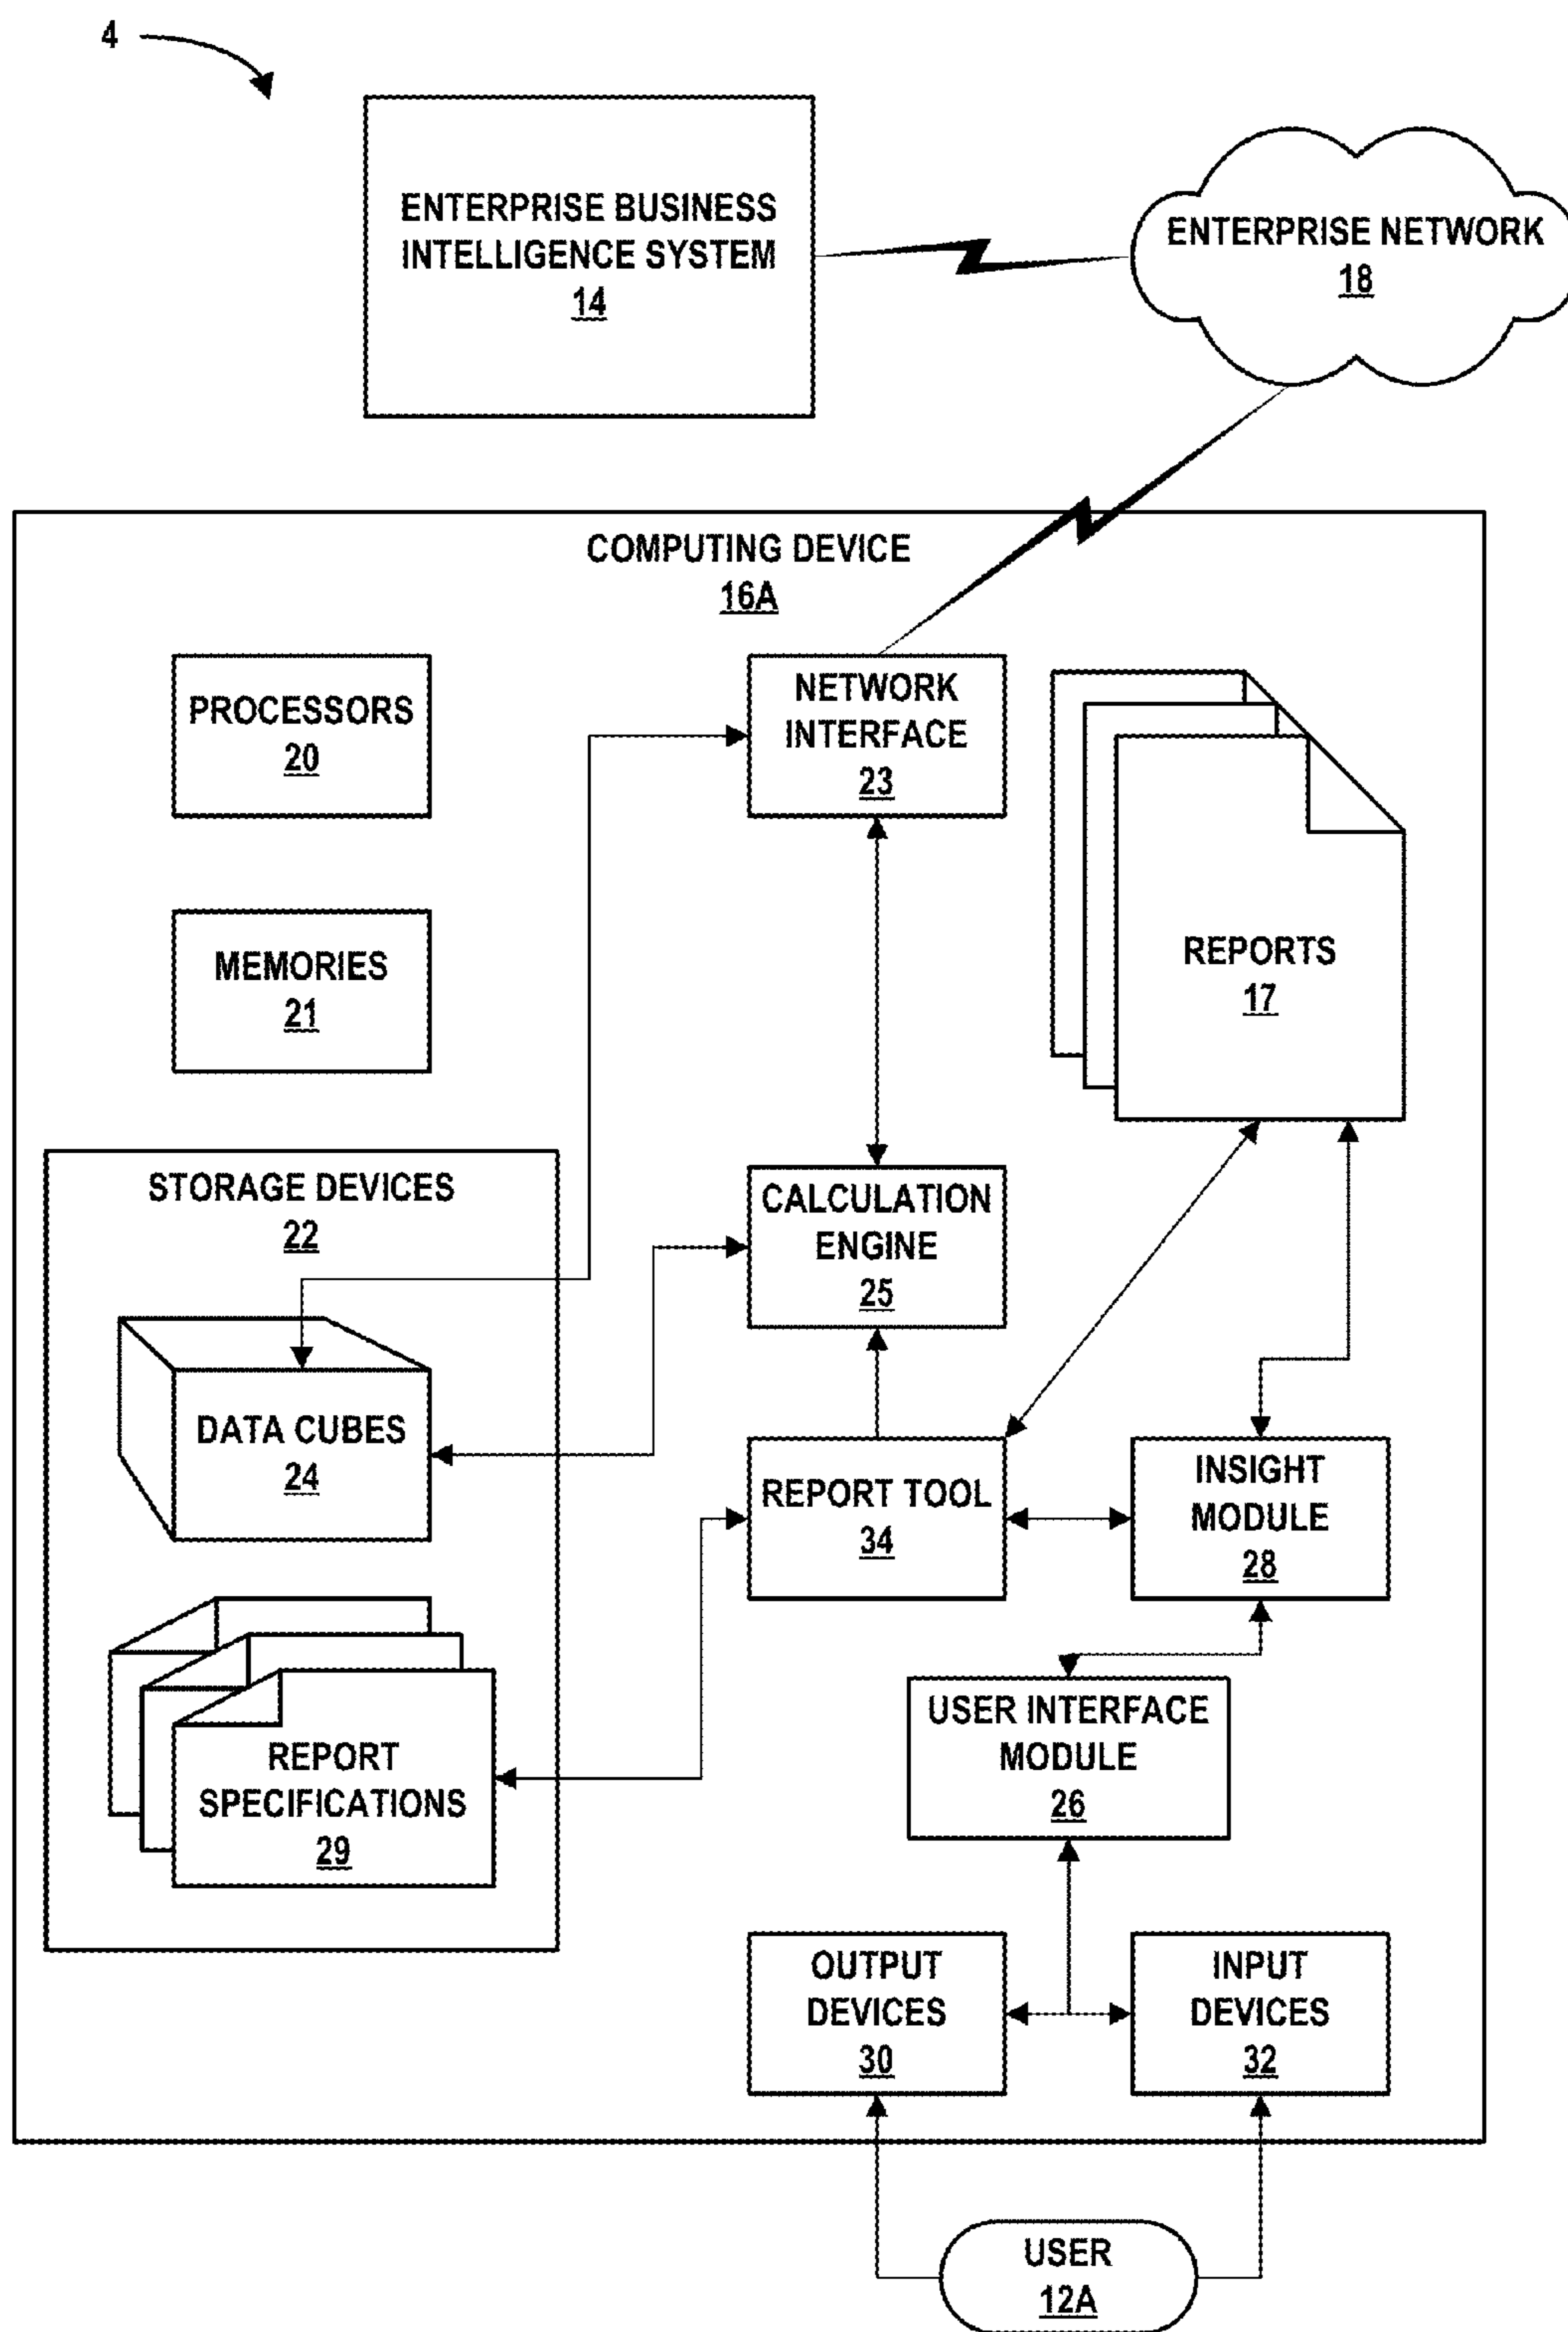 4
ENTERPRISE BUSINESS
INTELLIGENCE SYSTEM
14
ENTERPRISE NETWORK
18
COMPUTING DEVICE
16A
PROCESSORS
20
NETWORK
INTERFACE
23
MEMORIES
21
REPORTS
17
STORAGE DEVICES
22
CALCULATION
ENGINE
25
DATA CUBES
24
REPORT TOOL
34
INSIGHT
MODULE
28
REPORT
SPECIFICATIONS
29
USER INTERFACE
MODULE
26
OUTPUT
DEVICES
30
INPUT
DEVICES
32
USER
12A